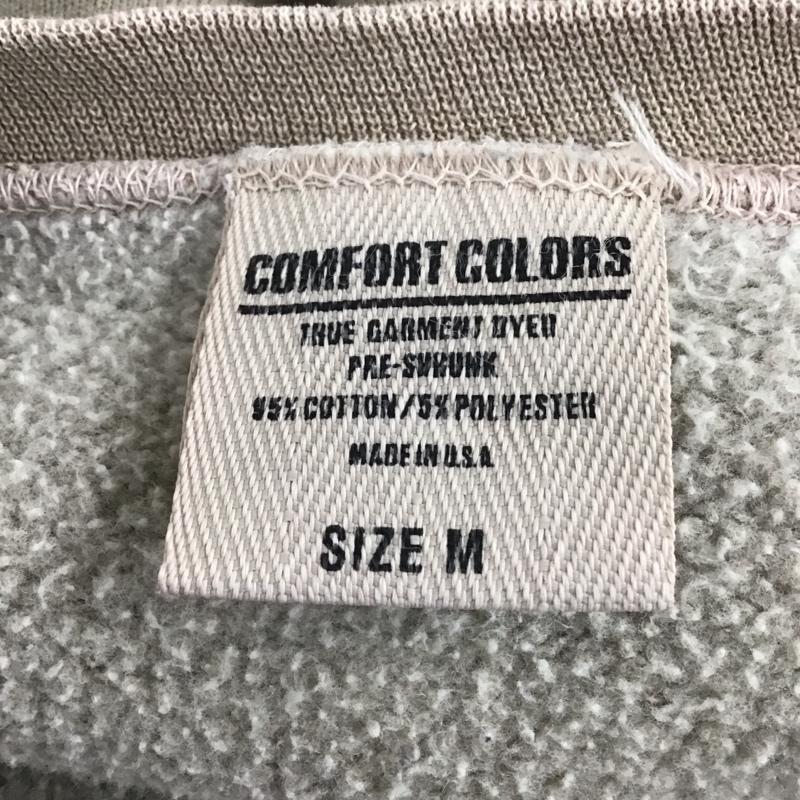 COMFORT COLORS
TRUE GARMENT DYED
PRE-SHRUNK
95% COTTON/5% POLYESTER
MADE IN U.S.A.
SIZE M